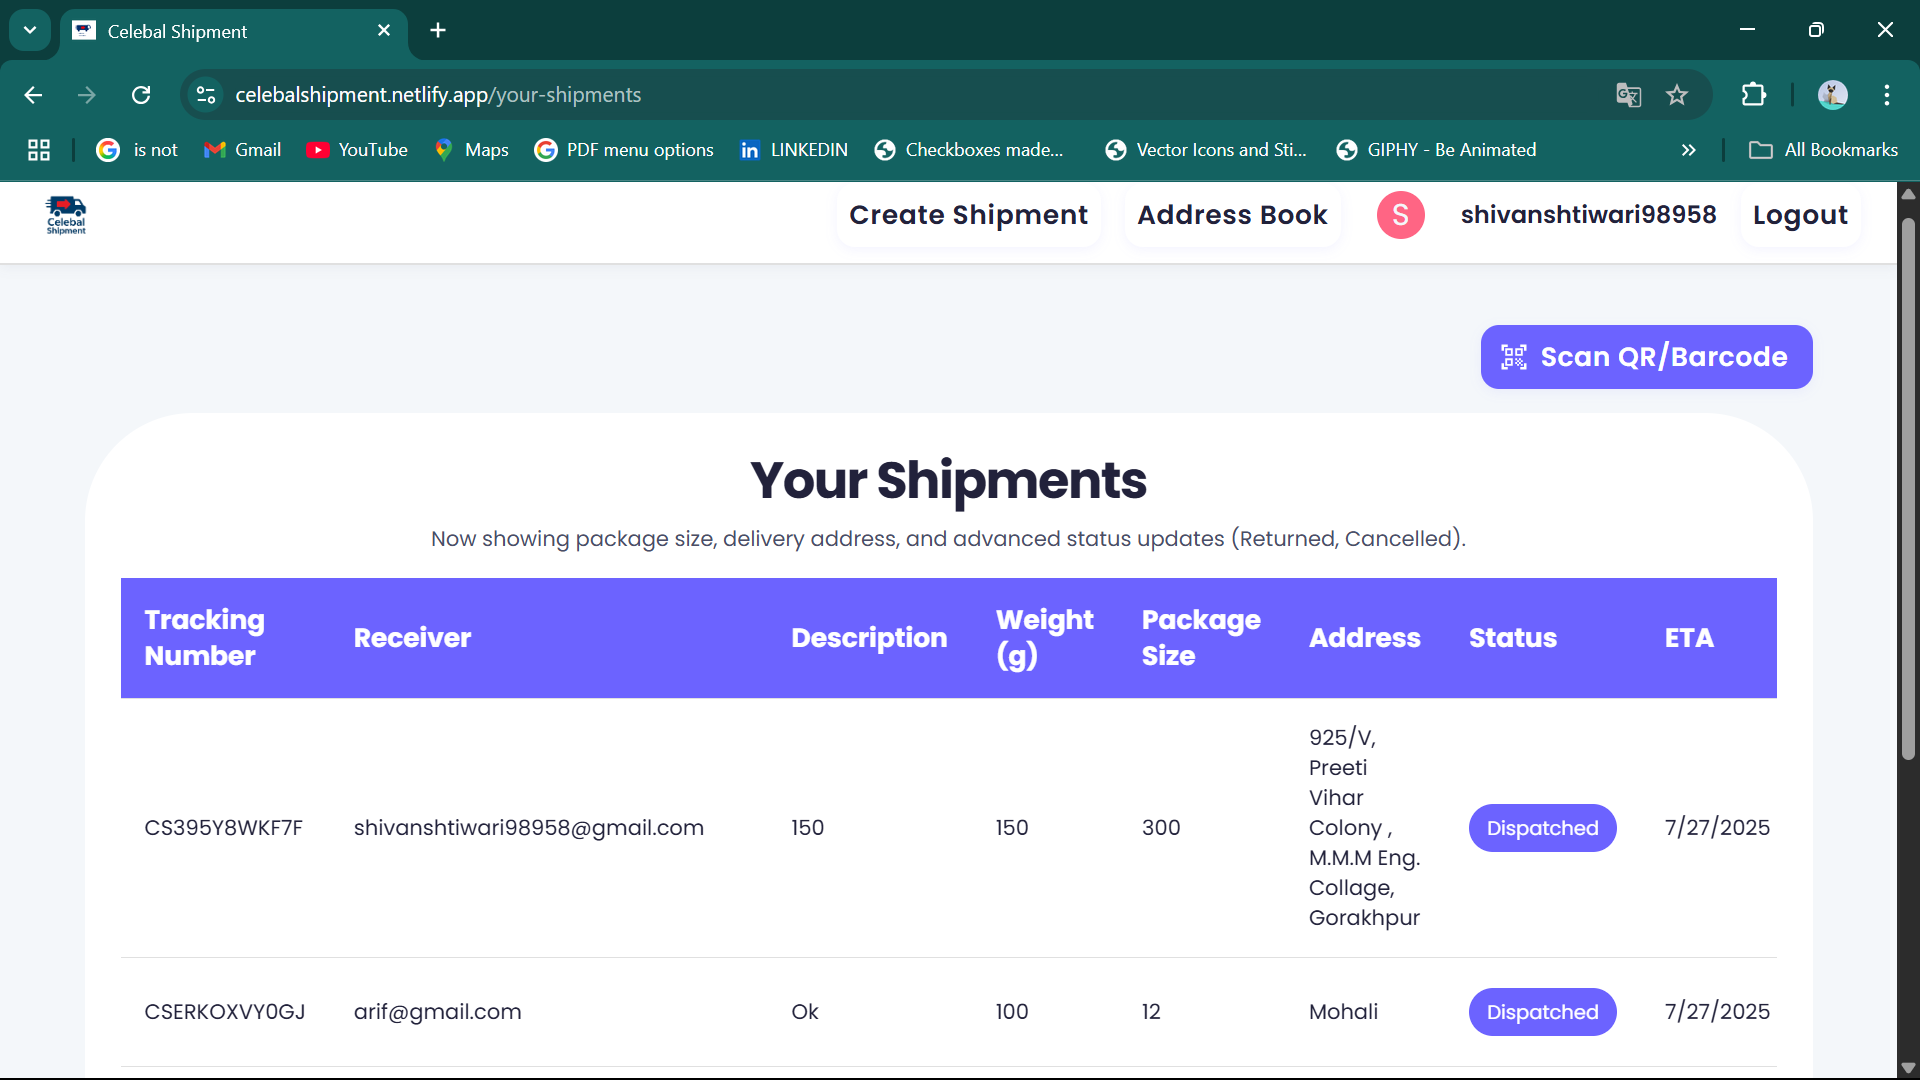 Celebal Shipment
celebalshipment.netlify.app/your-shipments
is not
Gmail
YouTube
Maps
PDF menu options
LINKEDIN
Checkboxes made...
Vector Icons and Sti...
GIPHY - Be Animated
All Bookmarks
Celebal
Shipment
Create Shipment
Address Book
S
shivanshtiwari98958
Logout
Scan QR/Barcode
Your Shipments
Now showing package size, delivery address, and advanced status updates (Returned, Cancelled).
Tracking
Number
Receiver
Description
Weight
(g)
Package
Size
Address
Status
ETA
CS395Y8WKF7F
shivanshtiwari98958@gmail.com
150
150
300
925/V,
Preeti
Vihar
Colony ,
M.M.M Eng.
Collage,
Gorakhpur
Dispatched
7/27/2025
CSERKOXVY0GJ
arif@gmail.com
Ok
100
12
Mohali
Dispatched
7/27/2025